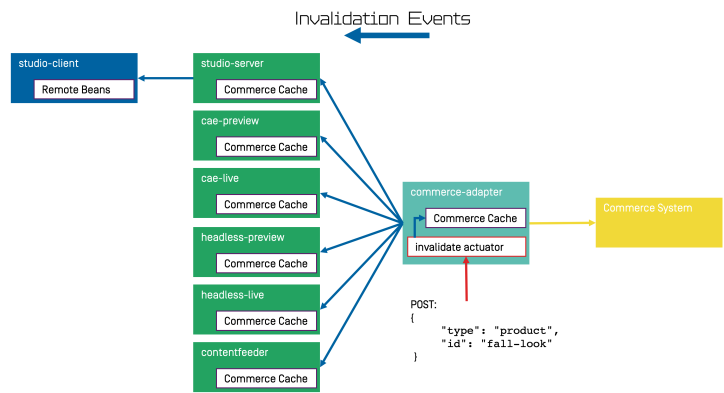 Invalidation Events
studio-client
Remote Beans
studio-server
Commerce Cache
cae-preview
Commerce Cache
cae-live
Commerce Cache
headless-preview
Commerce Cache
headless-live
Commerce Cache
contentfeeder
Commerce Cache
commerce-adapter
Commerce Cache
invalidate actuator
Commerce System
POST:
{
"type": "product",
"id": "fall-look"
}